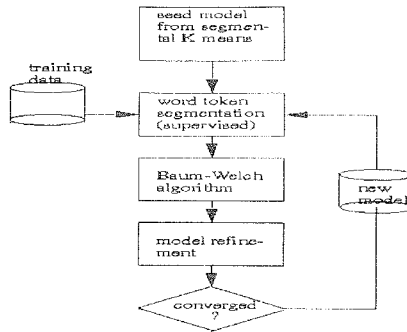 seed model
from segmen-
tal K means
training
data
word token
segmentation
(supervised)
Baum-Welch
algorithm
new
model
model refine-
ment
converged
?